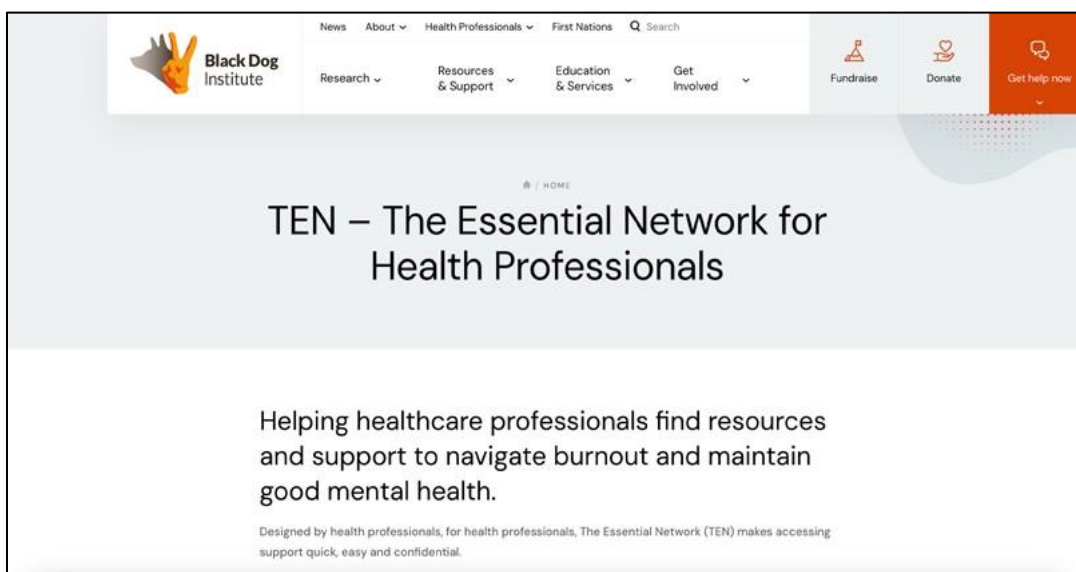 News About Health Professionals First Nations Search
Black Dog
Institute
Research
Resources
& Support
Education
& Services
Get
Involved
Fundraise
Donate
Get help now
/ HOME
TEN – The Essential Network for
Health Professionals
Helping healthcare professionals find resources
and support to navigate burnout and maintain
good mental health.
Designed by health professionals, for health professionals, The Essential Network (TEN) makes accessing
support quick, easy and confidential.